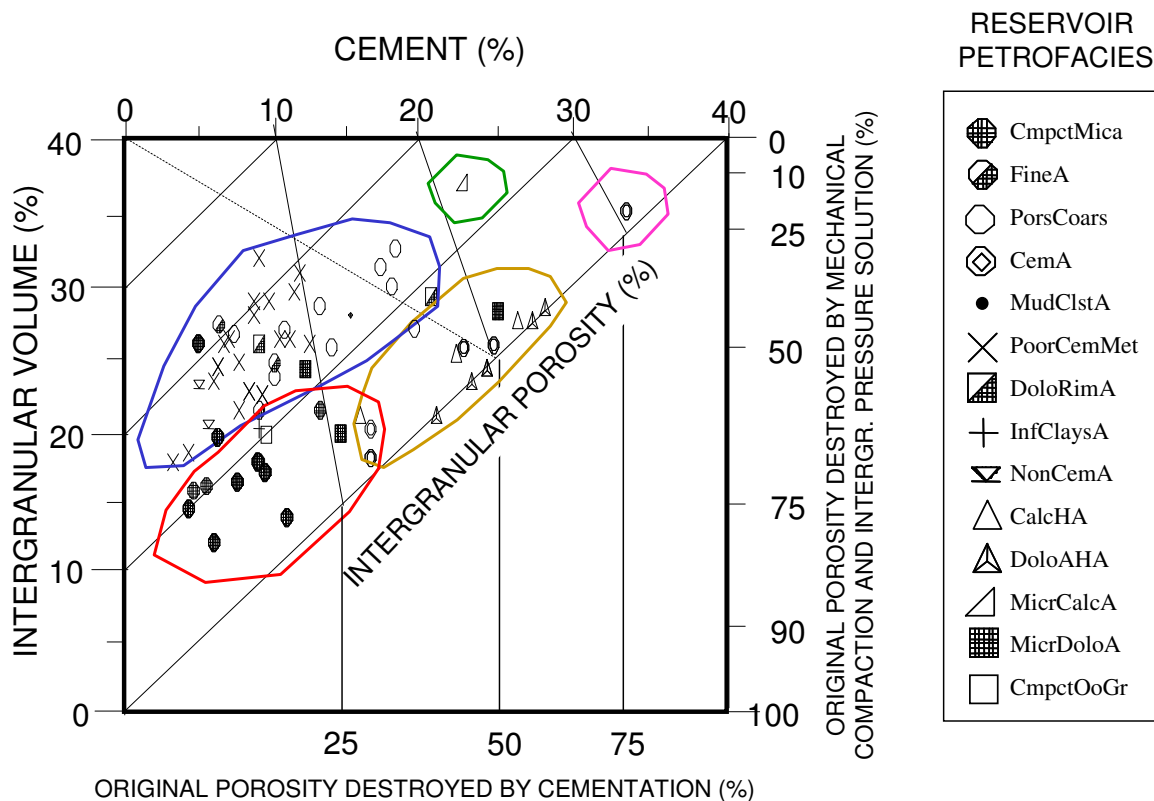 CEMENT (%)
0 10 20 30 40
INTERGRANULAR VOLUME (%)
40
30
20
10
0
INTERGRANULAR POROSITY (%)
0
10
25
50
75
90
100
ORIGINAL POROSITY DESTROYED BY MECHANICAL
COMPACTION AND INTERGR. PRESSURE SOLUTION (%)
25 50 75
ORIGINAL POROSITY DESTROYED BY CEMENTATION (%)
RESERVOIR
PETROFACIES
CmpctMica
FineA
PorsCoars
CemA
MudClstA
PoorCemMet
DoloRimA
InfClaysA
NonCemA
CalcHA
DoloAHA
MicrCalcA
MicrDoloA
CmpctOoGr